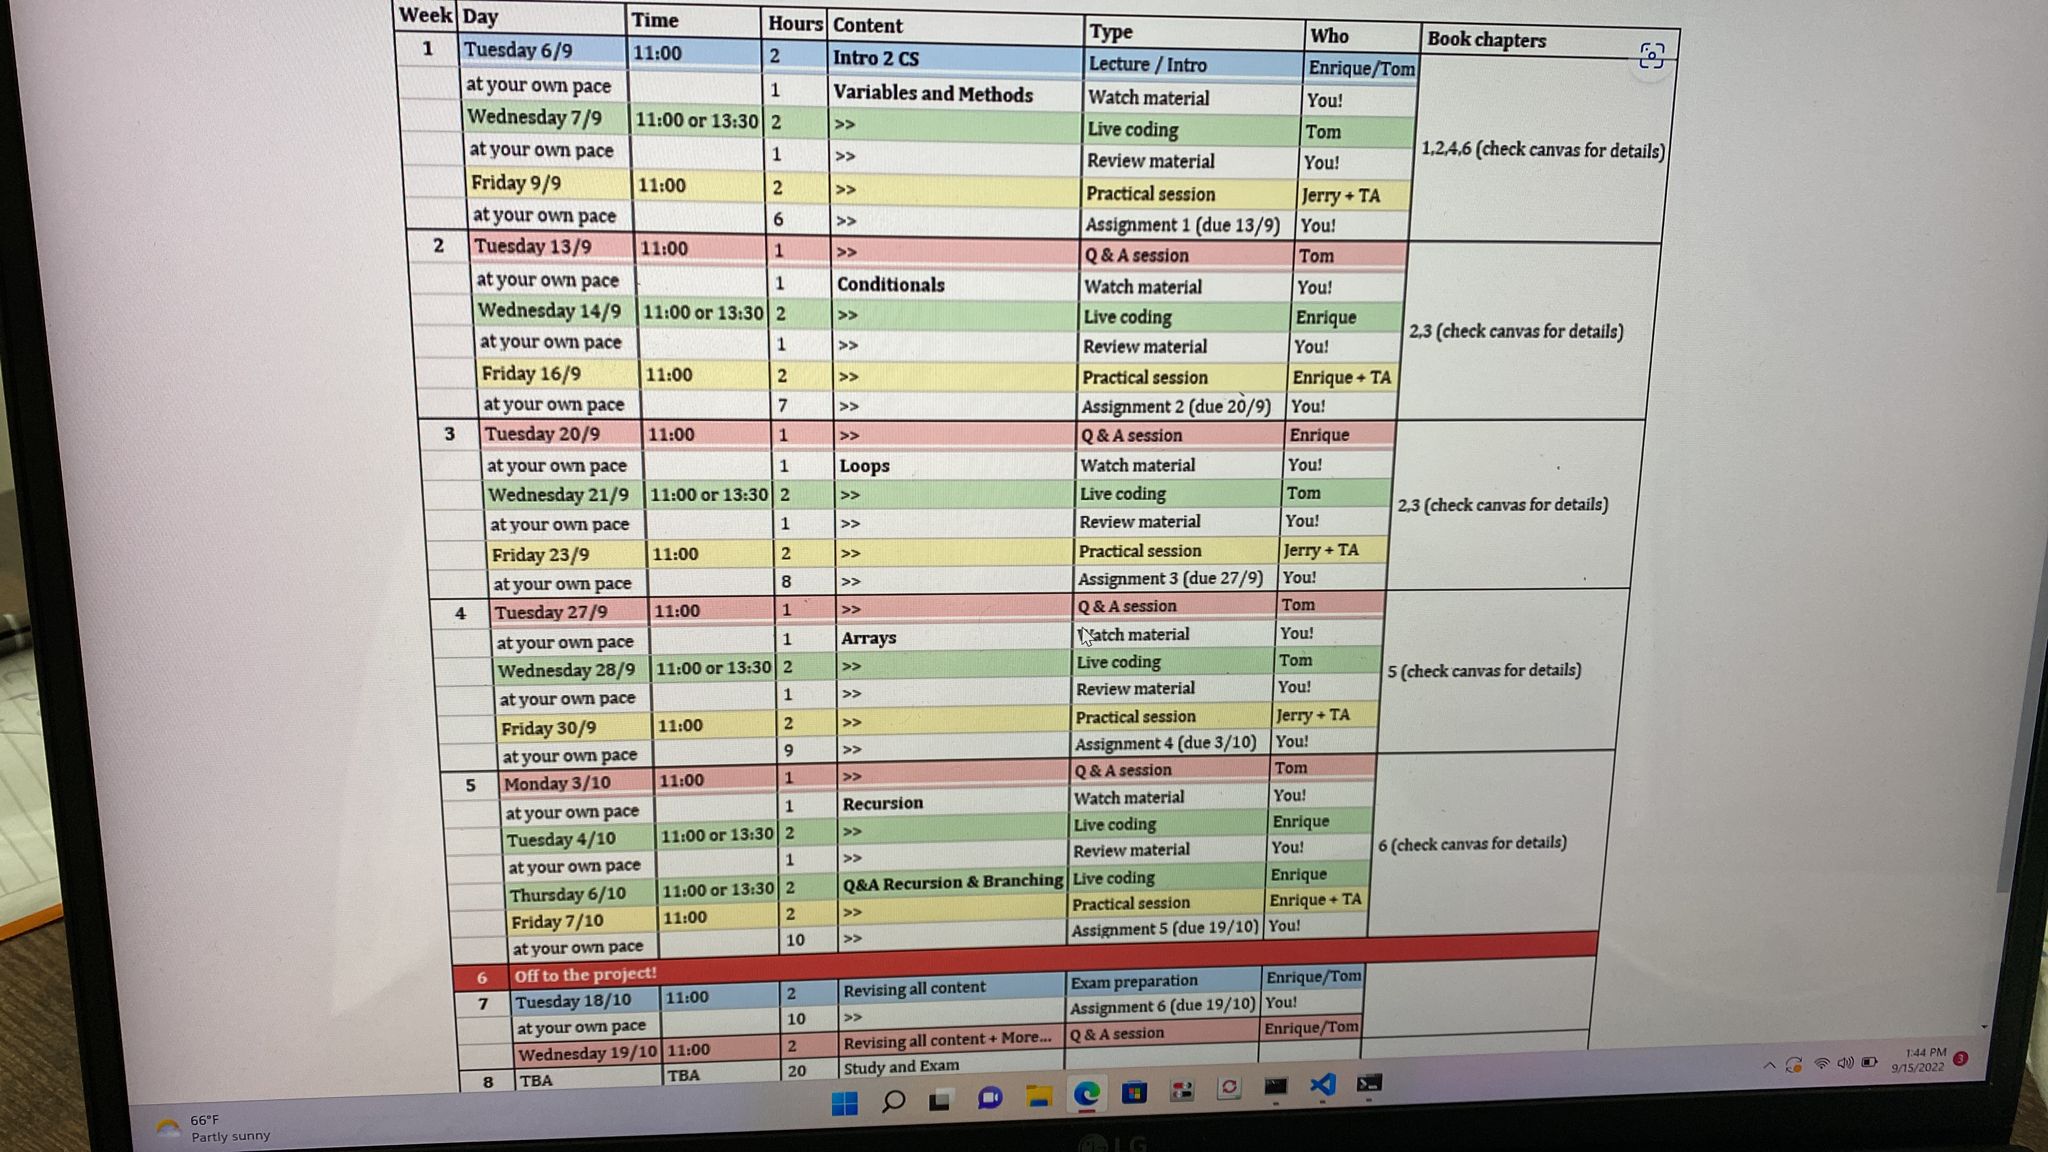 Week Day Time Hours Content Type Who Book chapters
1 Tuesday 6/9 11:00 2 Intro 2 CS Lecture / Intro Enrique/Tom
at your own pace 1 Variables and Methods Watch material You!
Wednesday 7/9 11:00 or 13:30 2 >> Live coding Tom
1,2,4,6 (check canvas for details)
at your own pace 1 >> Review material You!
Friday 9/9 11:00 2 >> Practical session Jerry + TA
at your own pace 6 >> Assignment 1 (due 13/9) You!
2 Tuesday 13/9 11:00 1 >> Q & A session Tom
at your own pace 1 Conditionals Watch material You!
Wednesday 14/9 11:00 or 13:30 2 >> Live coding Enrique
2,3 (check canvas for details)
at your own pace 1 >> Review material You!
Friday 16/9 11:00 2 >> Practical session Enrique + TA
at your own pace 7 >> Assignment 2 (due 20/9) You!
3 Tuesday 20/9 11:00 1 >> Q & A session Enrique
at your own pace 1 Loops Watch material You!
Wednesday 21/9 11:00 or 13:30 2 >> Live coding Tom
2,3 (check canvas for details)
at your own pace 1 >> Review material You!
Friday 23/9 11:00 2 >> Practical session Jerry + TA
at your own pace 8 >> Assignment 3 (due 27/9) You!
4 Tuesday 27/9 11:00 1 >> Q & A session Tom
at your own pace 1 Arrays Watch material You!
Wednesday 28/9 11:00 or 13:30 2 >> Live coding Tom
5 (check canvas for details)
at your own pace 1 >> Review material You!
Friday 30/9 11:00 2 >> Practical session Jerry + TA
at your own pace 9 >> Assignment 4 (due 3/10) You!
5 Monday 3/10 11:00 1 >> Q & A session Tom
at your own pace 1 Recursion Watch material You!
Tuesday 4/10 11:00 or 13:30 2 >> Live coding Enrique
6 (check canvas for details)
at your own pace 1 >> Review material You!
Thursday 6/10 11:00 or 13:30 2 Q&A Recursion & Branching Live coding Enrique
Friday 7/10 11:00 2 >> Practical session Enrique + TA
at your own pace 10 >> Assignment 5 (due 19/10) You!
6 Off to the project!
7 Tuesday 18/10 11:00 2 Revising all content Exam preparation Enrique/Tom
at your own pace 10 >> Assignment 6 (due 19/10) You!
Wednesday 19/10 11:00 2 Revising all content + More... Q & A session Enrique/Tom
8 TBA TBA 20 Study and Exam
66°F
Partly sunny
1:44 PM
9/15/2022
3
LG